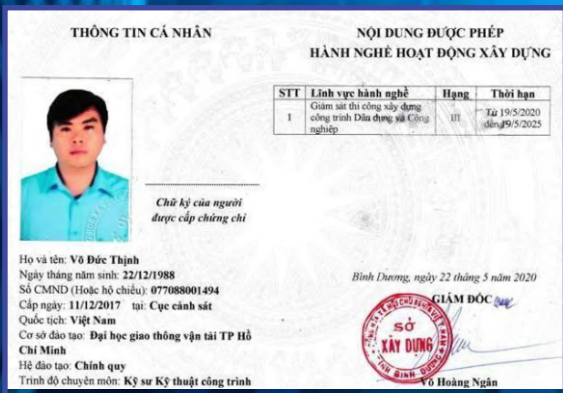 THÔNG TIN CÁ NHÂN
Chữ ký của người
được cấp chứng chỉ
Họ và tên: Võ Đức Thịnh
Ngày tháng năm sinh: 22/12/1988
Số CMND (Hoặc hộ chiếu): 077088001494
Cấp ngày: 11/12/2017 tại: Cục cảnh sát
Quốc tịch: Việt Nam
Cơ sở đào tạo: Đại học giao thông vận tải TP Hồ
Chí Minh
Hệ đào tạo: Chính quy
Trình độ chuyên môn: Kỹ sư Kỹ thuật công trình
NỘI DUNG ĐƯỢC PHÉP
HÀNH NGHỀ HOẠT ĐỘNG XÂY DỰNG
STT Lĩnh vực hành nghề Hạng Thời hạn
1 Giám sát thi công xây dựng công trình Dân dụng và Công nghiệp III Từ 19/5/2020 đến 19/5/2025
Bình Dương, ngày 22 tháng 5 năm 2020
GIÁM ĐỐC
SỞ
XÂY DỰNG
TỈNH BÌNH DƯƠNG
Võ Hoàng Ngân